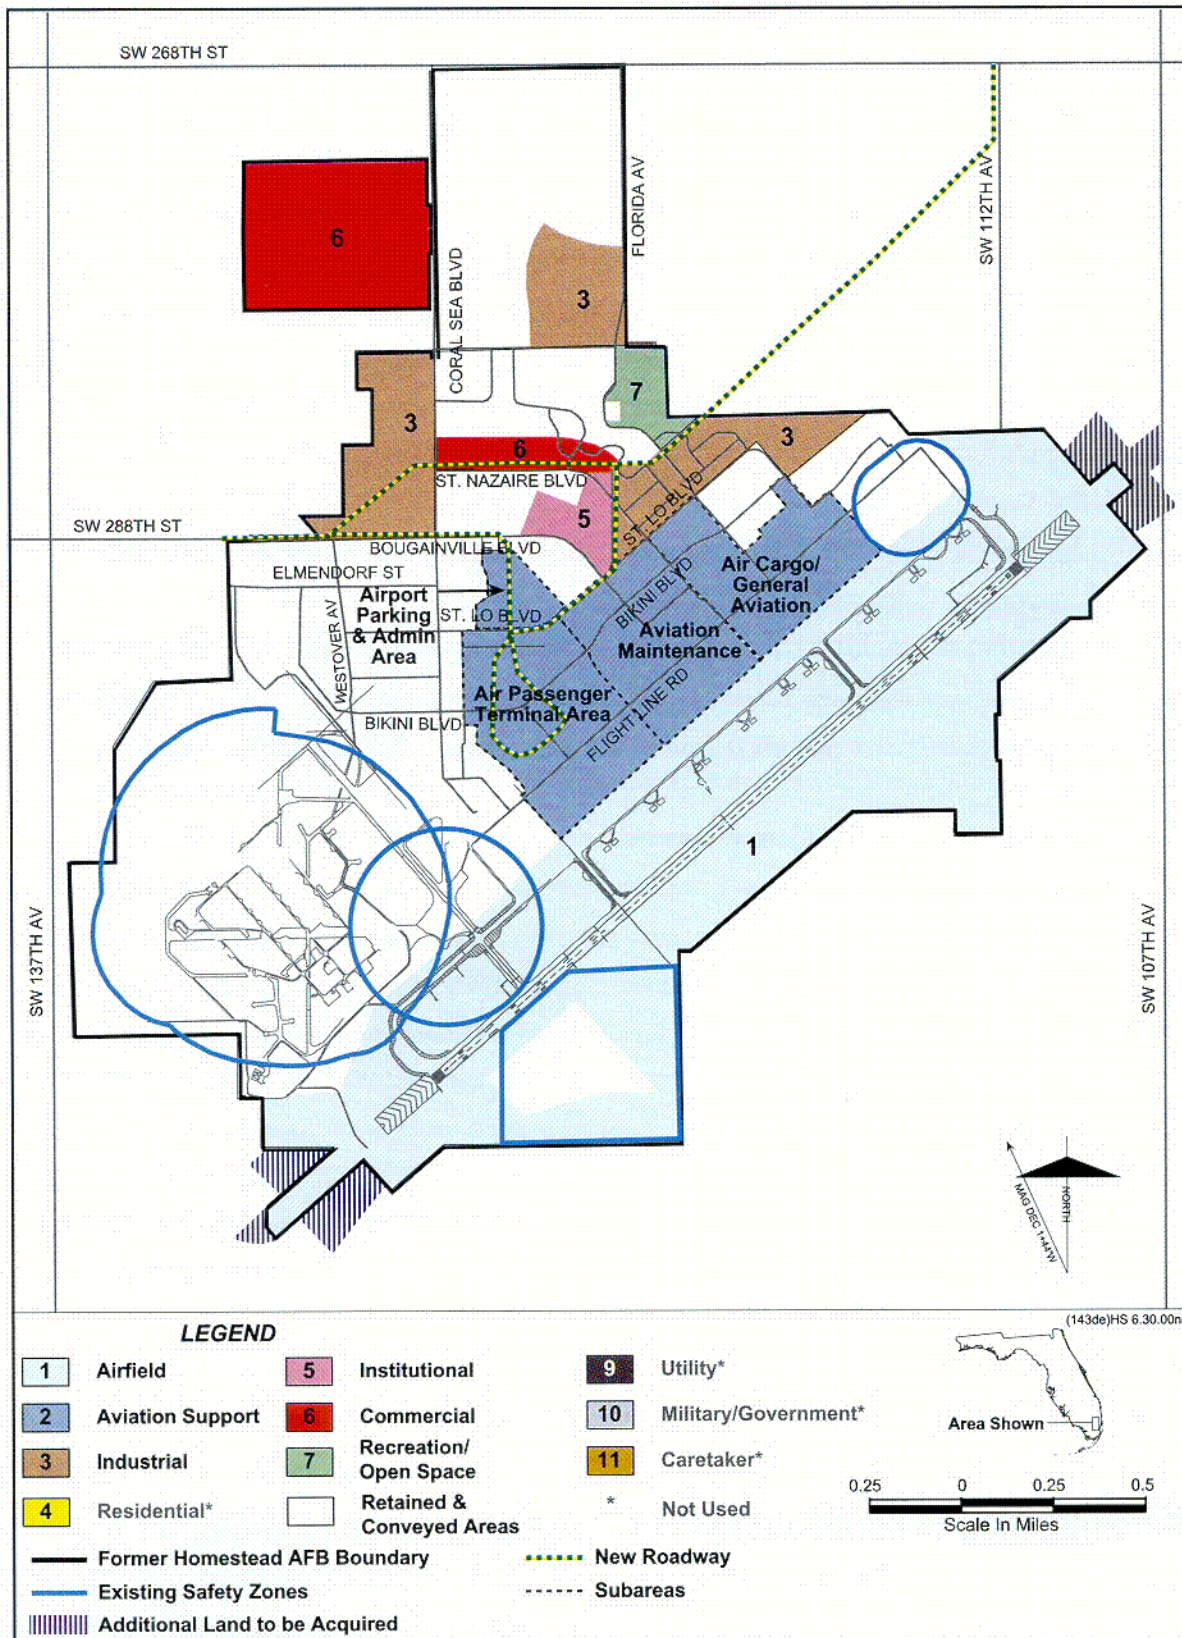 SW 268TH ST
FLORIDA AV
SW 112TH AV
6
CORAL SEA BLVD
3
7
3
3
6
ST. NAZAIRE BLVD
ST. LO BLVD
5
SW 288TH ST
BOUGAINVILLE BLVD
ELMENDORF ST
Airport
Parking
& Admin
Area
ST. LO BLVD
WESTOVER AV
BIKINI BLVD
Air Cargo/
General
Aviation
Aviation
Maintenance
Air Passenger
Terminal Area
FLIGHT LINE RD
BIKINI BLVD
1
SW 137TH AV
SW 107TH AV
MAG DEC 1°44'W
NORTH
LEGEND
(143de)HS 6.30.00
1 Airfield
2 Aviation Support
3 Industrial
4 Residential*
5 Institutional
6 Commercial
7 Recreation/
Open Space
Retained &
Conveyed Areas
9 Utility*
10 Military/Government*
11 Caretaker*
* Not Used
Area Shown
0.25 0 0.25 0.5
Scale In Miles
Former Homestead AFB Boundary
New Roadway
Existing Safety Zones
Subareas
Additional Land to be Acquired